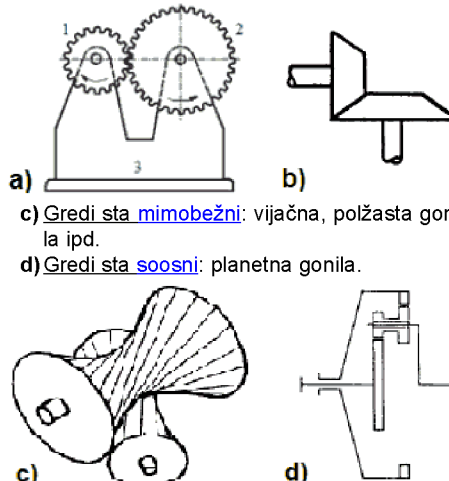 1
2
3
a)
b)
c) Gredi sta mimobežni: vijačna, polžasta gon
la ipd.
d) Gredi sta soosni: planetna gonila.
c)
d)